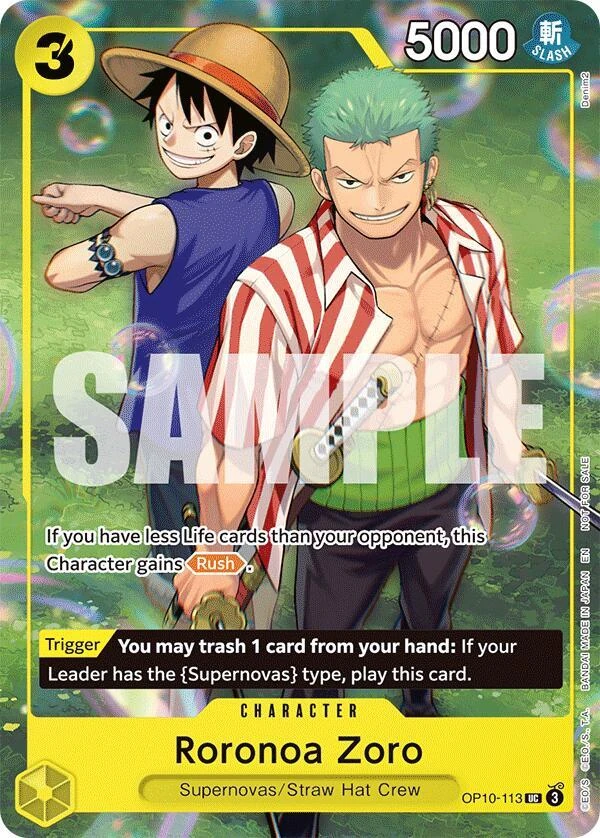 3
5000
斬
SLASH
Denim2
SAMPLE
If you have less Life cards than your opponent, this
Character gains Rush.
Trigger You may trash 1 card from your hand: If your
Leader has the {Supernovas} type, play this card.
CHARACTER
Roronoa Zoro
Supernovas/Straw Hat Crew
OP10-113 UC 3
©E.O/S. ©E.O./S., T.A. BANDAI MADE IN JAPAN EN NOT FOR SALE